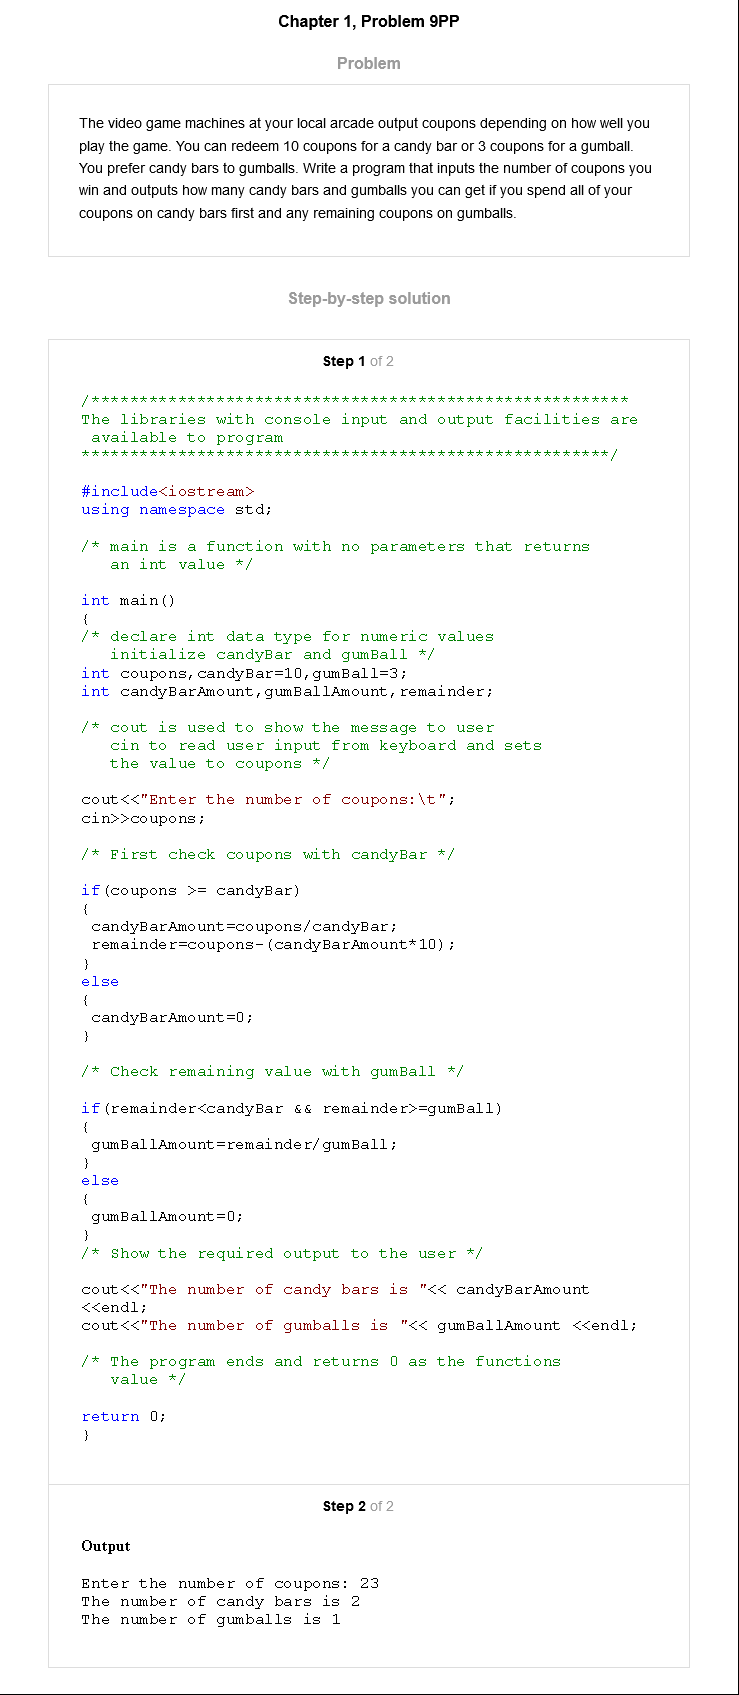 Chapter 1, Problem 9PP
Problem
The video game machines at your local arcade output coupons depending on how well you
play the game. You can redeem 10 coupons for a candy bar or 3 coupons for a gumball.
You prefer candy bars to gumballs. Write a program that inputs the number of coupons you
win and outputs how many candy bars and gumballs you can get if you spend all of your
coupons on candy bars first and any remaining coupons on gumballs.
Step-by-step solution
Step 1 of 2
/********************************************************
The libraries with console input and output facilities are
available to program
*******************************************************/
#include<iostream>
using namespace std;
/* main is a function with no parameters that returns
an int value */
int main()
{
/* declare int data type for numeric values
initialize candyBar and gumBall */
int coupons,candyBar=10,gumBall=3;
int candyBarAmount,gumBallAmount,remainder;
/* cout is used to show the message to user
cin to read user input from keyboard and sets
the value to coupons */
cout<<"Enter the number of coupons:\t";
cin>>coupons;
/* First check coupons with candyBar */
if(coupons >= candyBar)
{
candyBarAmount=coupons/candyBar;
remainder=coupons-(candyBarAmount*10);
}
else
{
candyBarAmount=0;
}
/* Check remaining value with gumBall */
if(remainder<candyBar && remainder>=gumBall)
{
gumBallAmount=remainder/gumBall;
}
else
{
gumBallAmount=0;
}
/* Show the required output to the user */
cout<<"The number of candy bars is "<< candyBarAmount
<<endl;
cout<<"The number of gumballs is "<< gumBallAmount <<endl;
/* The program ends and returns 0 as the functions
value */
return 0;
}
Step 2 of 2
Output
Enter the number of coupons: 23
The number of candy bars is 2
The number of gumballs is 1